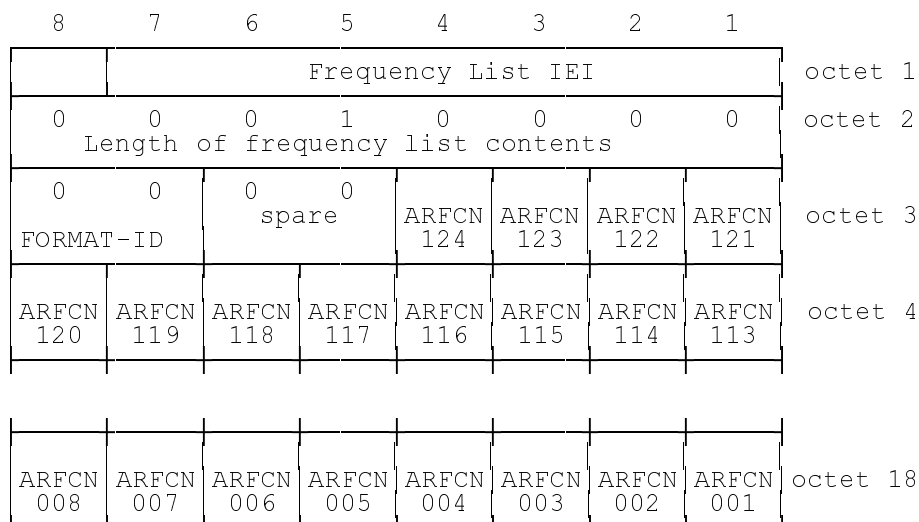 8 7 6 5 4 3 2 1
Frequency List IEI octet 1
0 0 0 1 0 0 0 0 octet 2
Length of frequency list contents
0 0 0 0
spare ARFCN ARFCN ARFCN ARFCN octet 3
FORMAT-ID 124 123 122 121
ARFCN ARFCN ARFCN ARFCN ARFCN ARFCN ARFCN ARFCN octet 4
120 119 118 117 116 115 114 113
ARFCN ARFCN ARFCN ARFCN ARFCN ARFCN ARFCN ARFCN octet 18
008 007 006 005 004 003 002 001